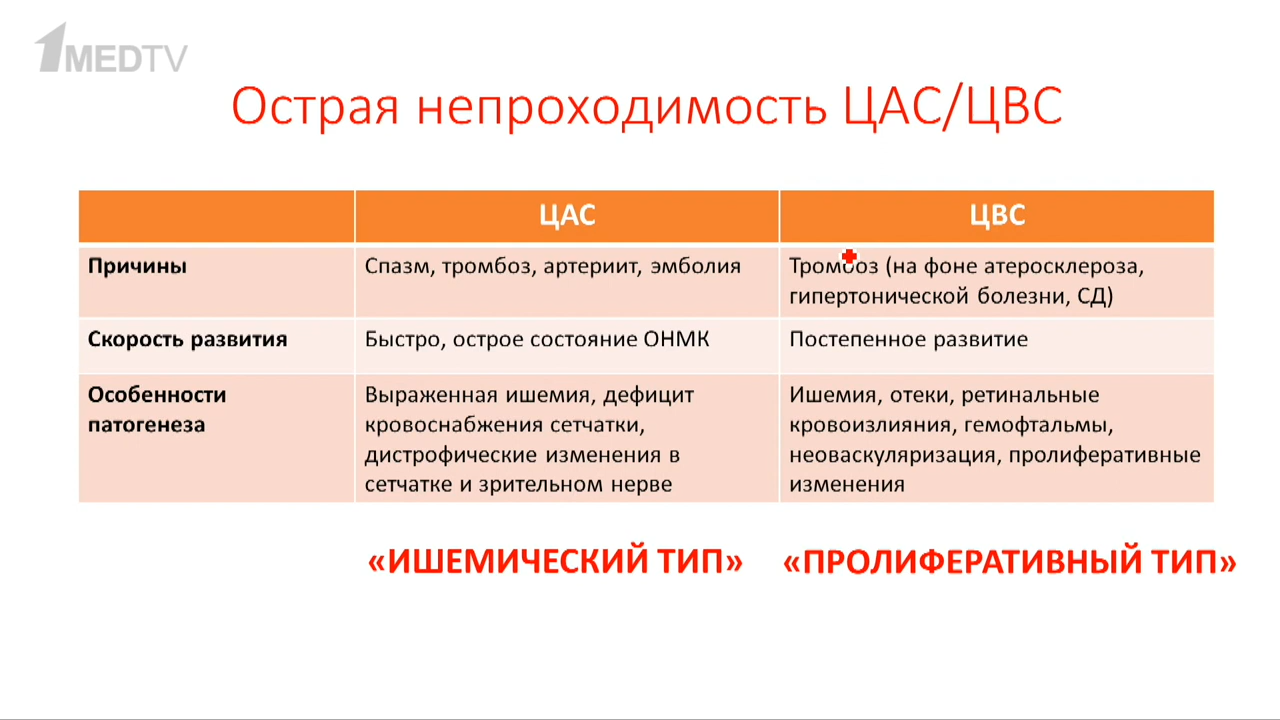 1MEDTV
Острая непроходимость ЦАС/ЦВС
ЦАС
ЦВС
Причины
Спазм, тромбоз, артериит, эмболия
Тромбоз (на фоне атеросклероза,
гипертонической болезни, СД)
Скорость развития
Быстро, острое состояние ОНМК
Постепенное развитие
Особенности
патогенеза
Выраженная ишемия, дефицит
кровоснабжения сетчатки,
дистрофические изменения в
сетчатке и зрительном нерве
Ишемия, отеки, ретинальные
кровоизлияния, гемофтальмы,
неоваскуляризация, пролиферативные
изменения
«ИШЕМИЧЕСКИЙ ТИП»
«ПРОЛИФЕРАТИВНЫЙ ТИП»